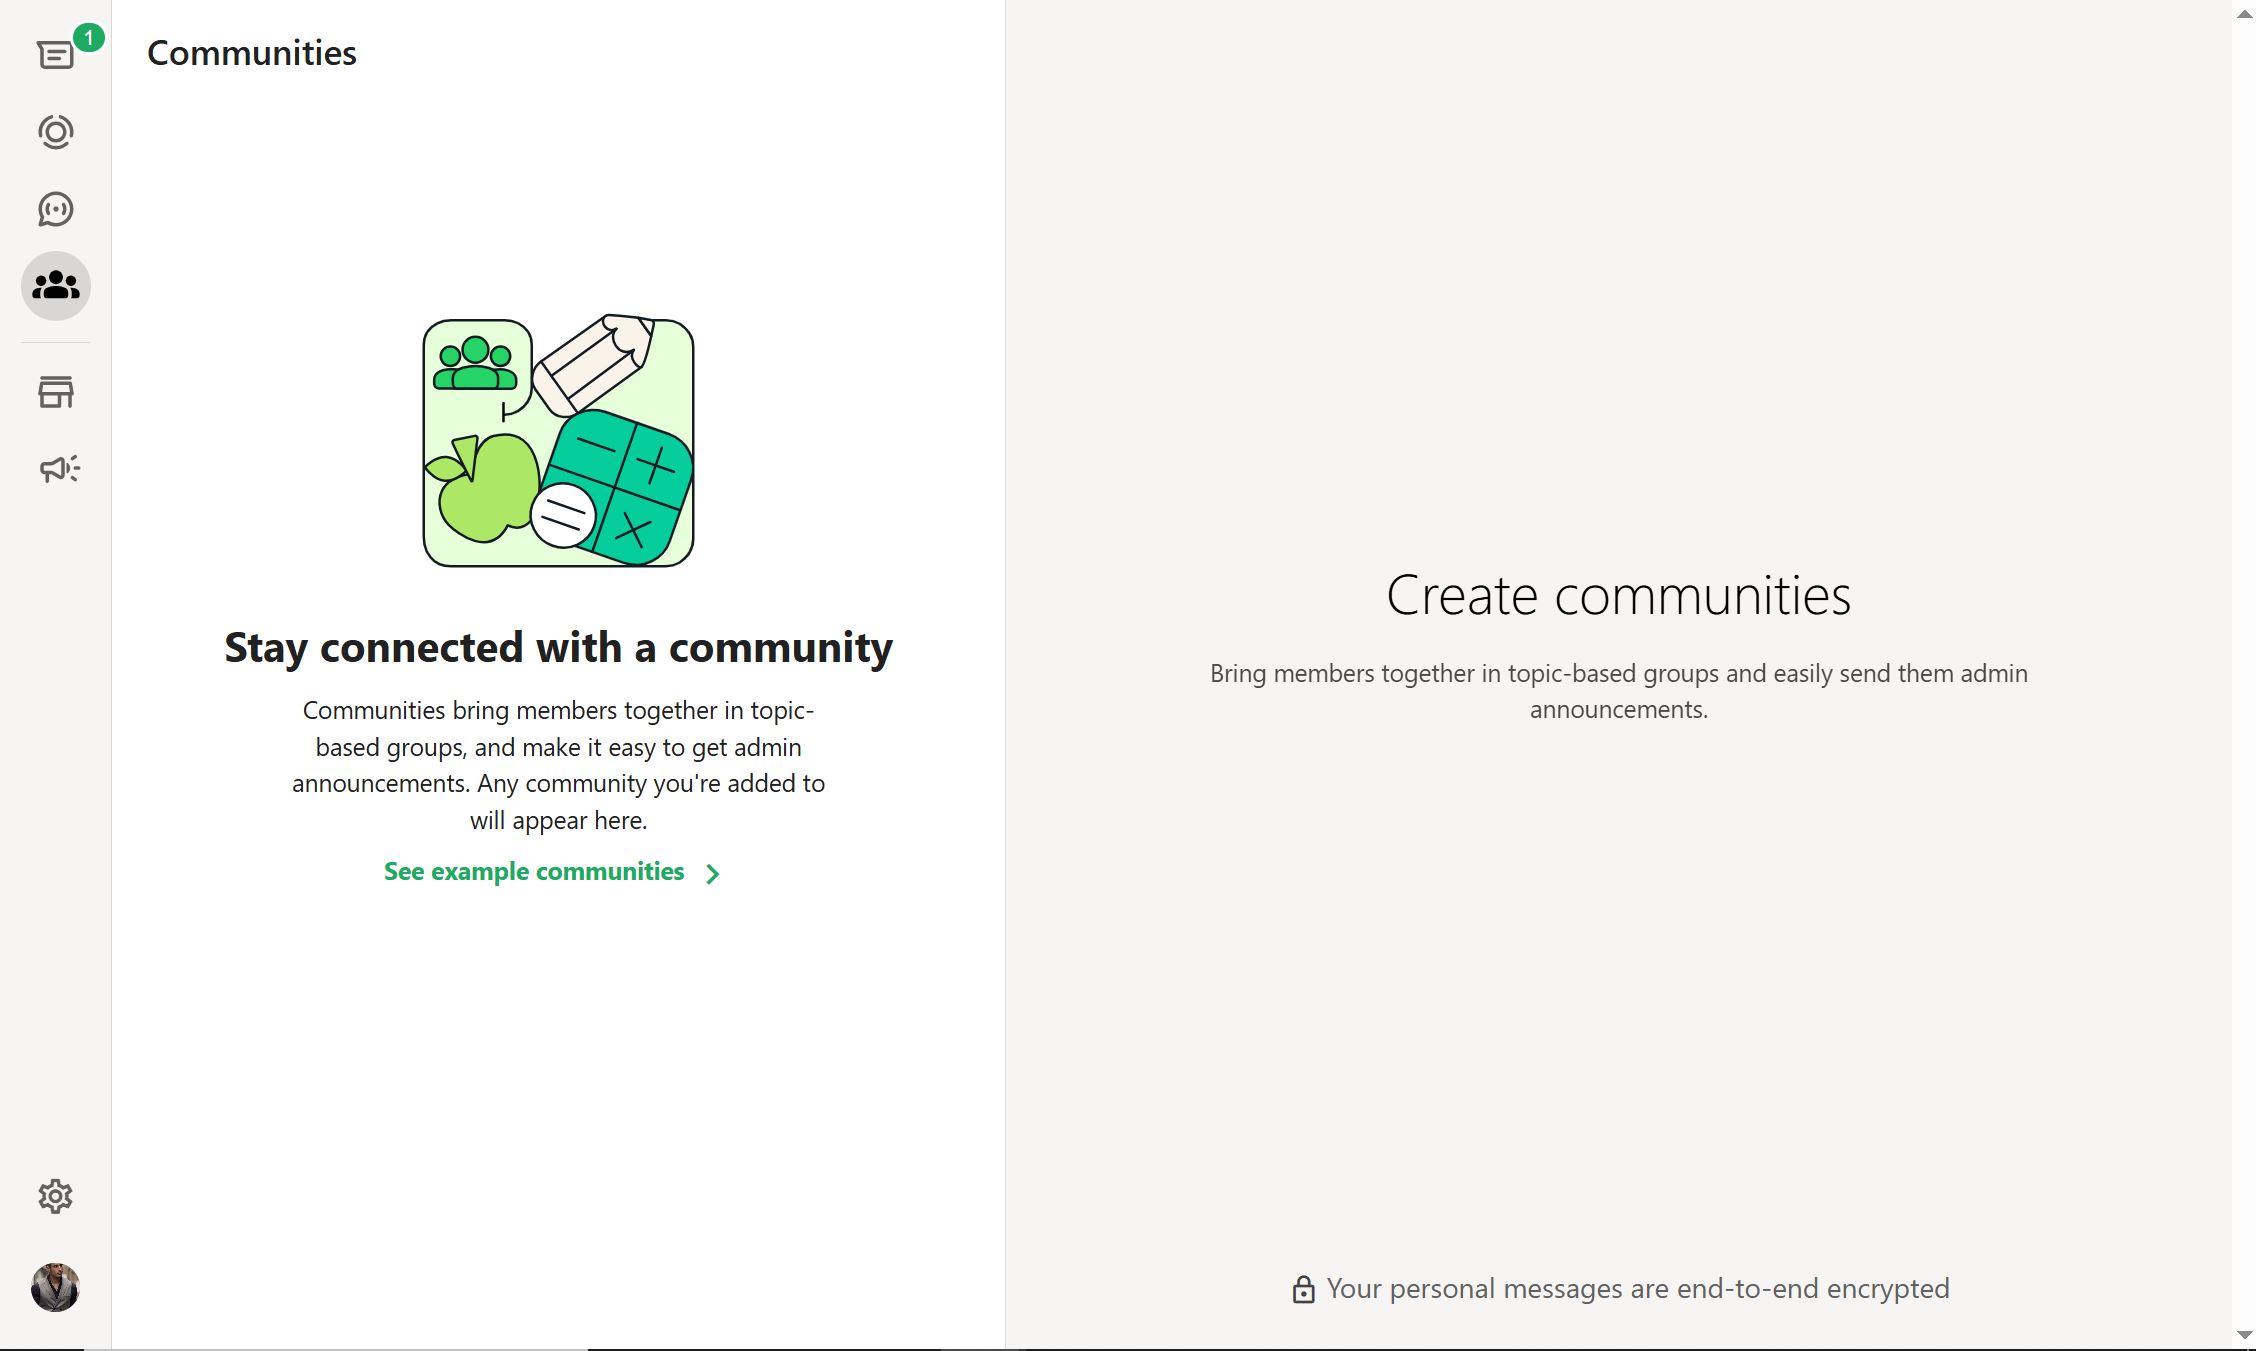 1
Communities
Stay connected with a community
Communities bring members together in topic-
based groups, and make it easy to get admin
announcements. Any community you're added to
will appear here.
See example communities
Create communities
Bring members together in topic-based groups and easily send them admin
announcements.
Your personal messages are end-to-end encrypted